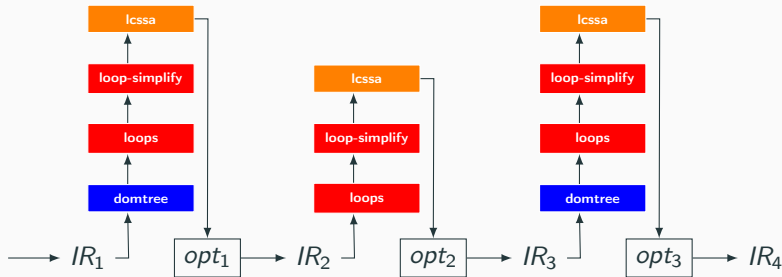 lcssa
loop-simplify
loops
domtree
lcssa
loop-simplify
loops
lcssa
loop-simplify
loops
domtree
IR₁ opt₁ IR₂ opt₂ IR₃ opt₃ IR₄